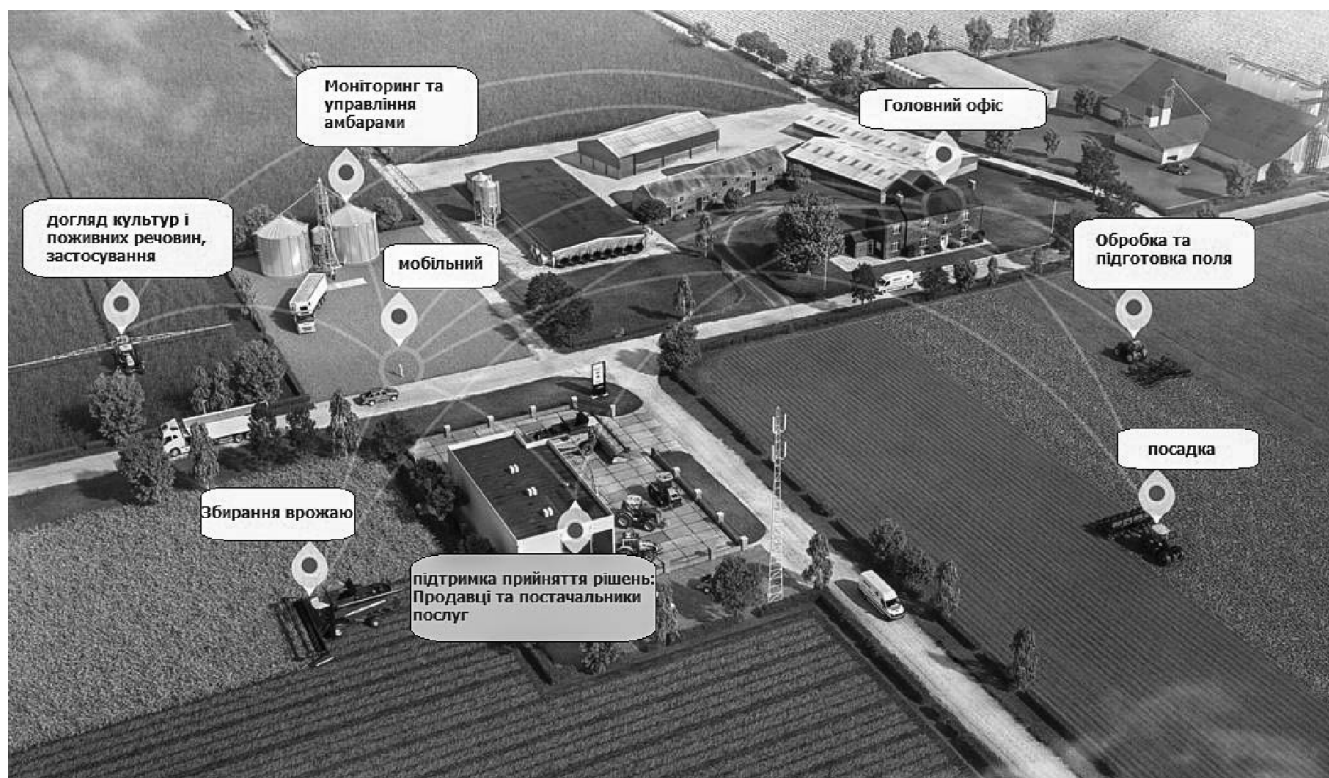 Моніторинг та
управління
амбарами
Головний офіс
догляд культур і
поживних речовин,
застосування
мобільний
Обробка та
підготовка поля
посадка
Збирання врожаю
підтримка прийняття рішень:
Продавці та постачальники
послуг